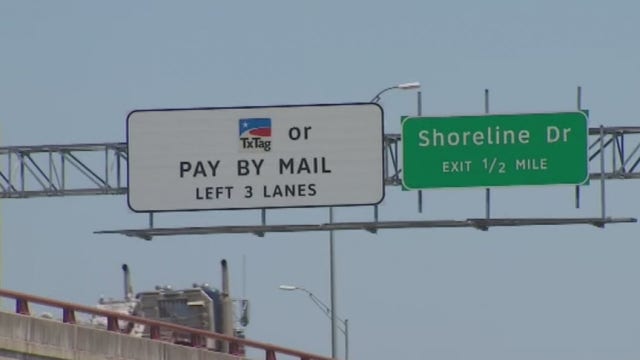 TxTag or
PAY BY MAIL
LEFT 3 LANES
Shoreline Dr
EXIT 1/2 MILE